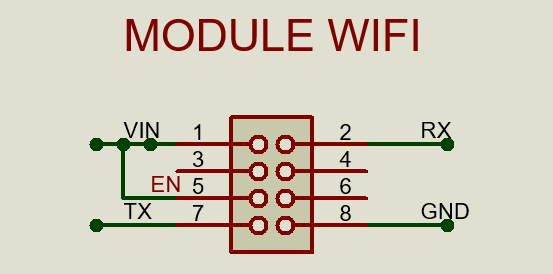 MODULE WIFI
VIN 1 2 RX
3 4
EN 5 6
TX 7 8 GND